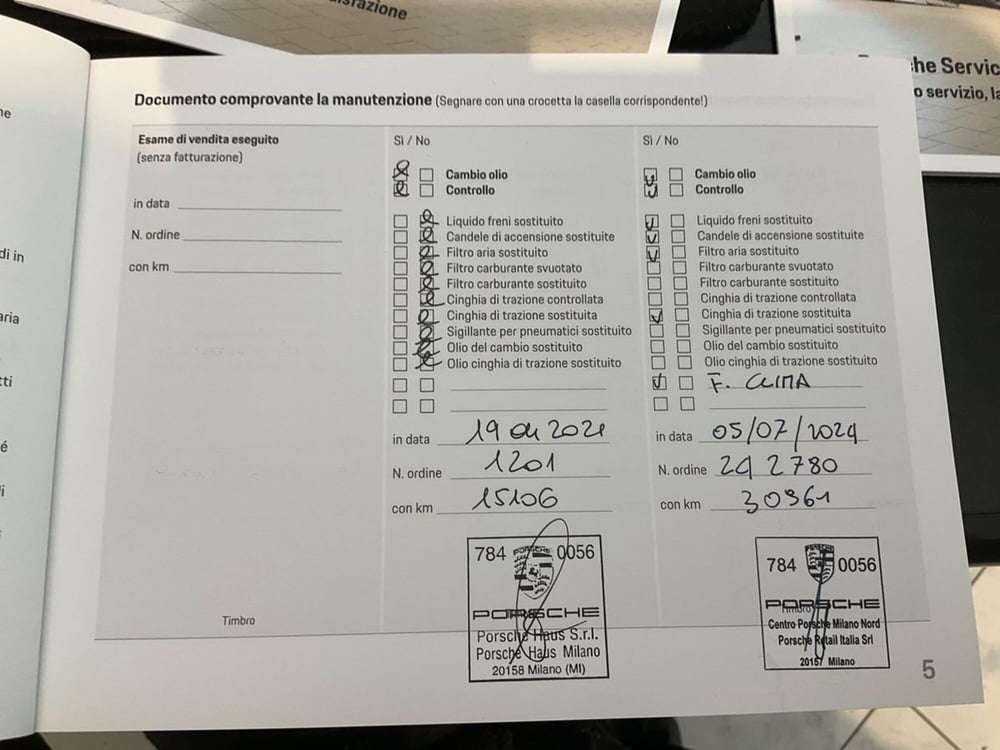 stazione
he Servic
o servizio, la
Documento comprovante la manutenzione (Segnare con una crocetta la casella corrispondente!)
Esame di vendita eseguito
(senza fatturazione)
in data
N. ordine
con km
Timbro
Sì / No
Cambio olio
Controllo
Liquido freni sostituito
Candele di accensione sostituite
Filtro aria sostituito
Filtro carburante svuotato
Filtro carburante sostituito
Cinghia di trazione controllata
Cinghia di trazione sostituita
Sigillante per pneumatici sostituito
Olio del cambio sostituito
Olio cinghia di trazione sostituito
in data 19 04 2021
N. ordine 1201
con km 15106
784 PORSCHE 0056
PORSCHE
Porsche Haus S.r.l.
Porsche Haus Milano
20158 Milano (MI)
Sì / No
Cambio olio
Controllo
Liquido freni sostituito
Candele di accensione sostituite
Filtro aria sostituito
Filtro carburante svuotato
Filtro carburante sostituito
Cinghia di trazione controllata
Cinghia di trazione sostituita
Sigillante per pneumatici sostituito
Olio del cambio sostituito
Olio cinghia di trazione sostituito
F. CLIMA
in data 05/07/2024
N. ordine 242780
con km 30961
784 PORSCHE 0056
PORSCHE
Timbro
Centro Porsche Milano Nord
Porsche Retail Italia Srl
20157 Milano
5